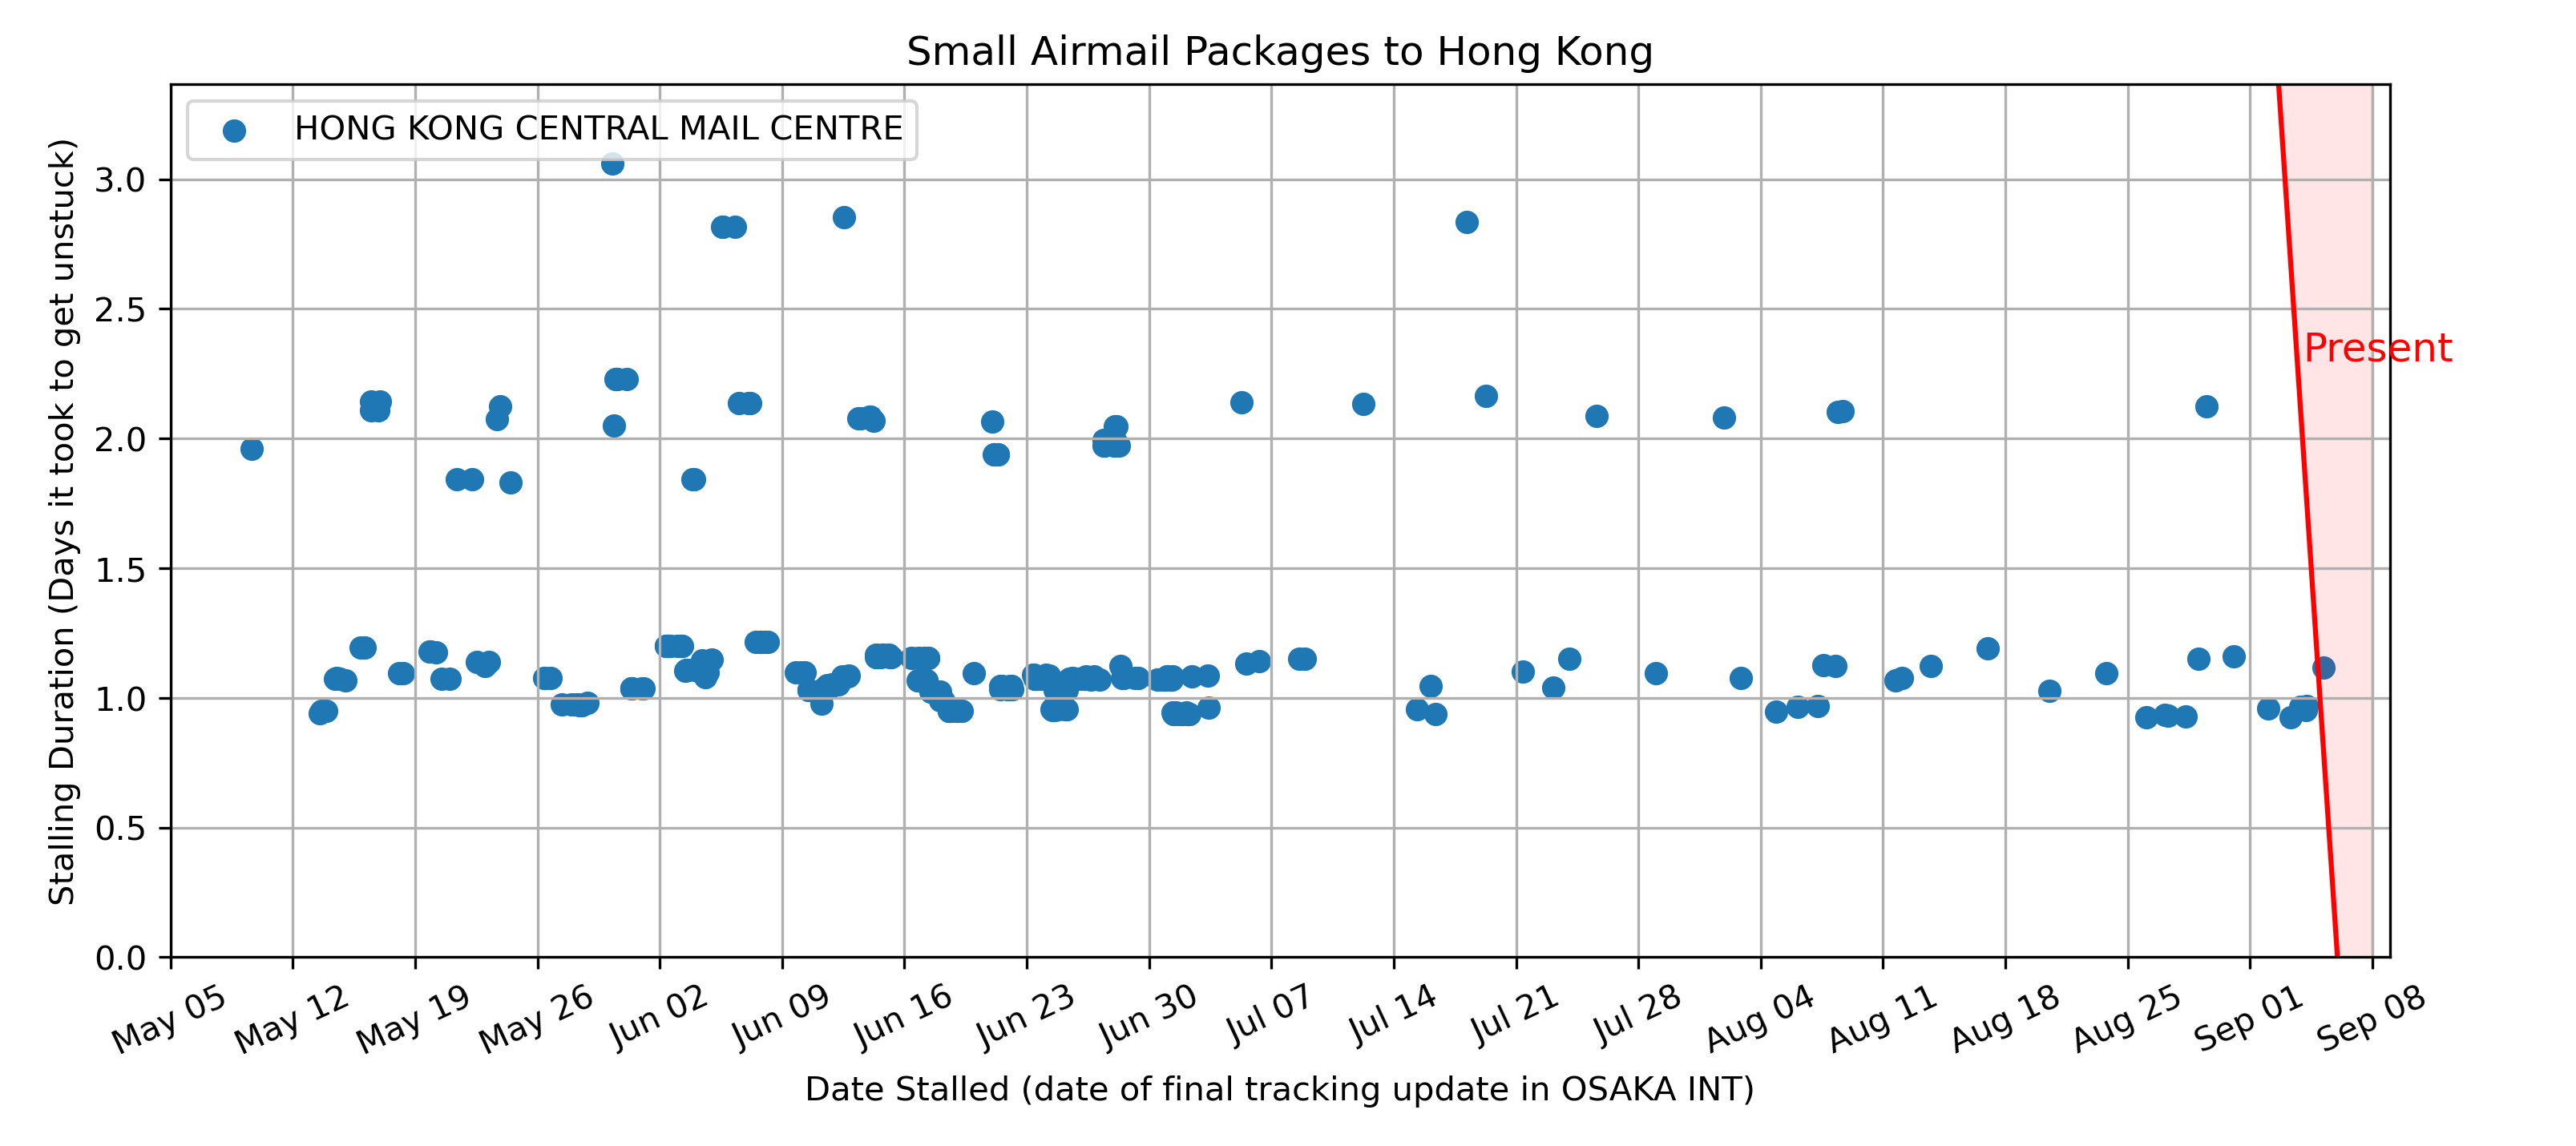 Small Airmail Packages to Hong Kong
HONG KONG CENTRAL MAIL CENTRE
Stalling Duration (Days it took to get unstuck)
3.0
2.5
2.0
1.5
1.0
0.5
0.0
Present
May 05
May 12
May 19
May 26
Jun 02
Jun 09
Jun 16
Jun 23
Jun 30
Jul 07
Jul 14
Jul 21
Jul 28
Aug 04
Aug 11
Aug 18
Aug 25
Sep 01
Sep 08
Date Stalled (date of final tracking update in OSAKA INT)